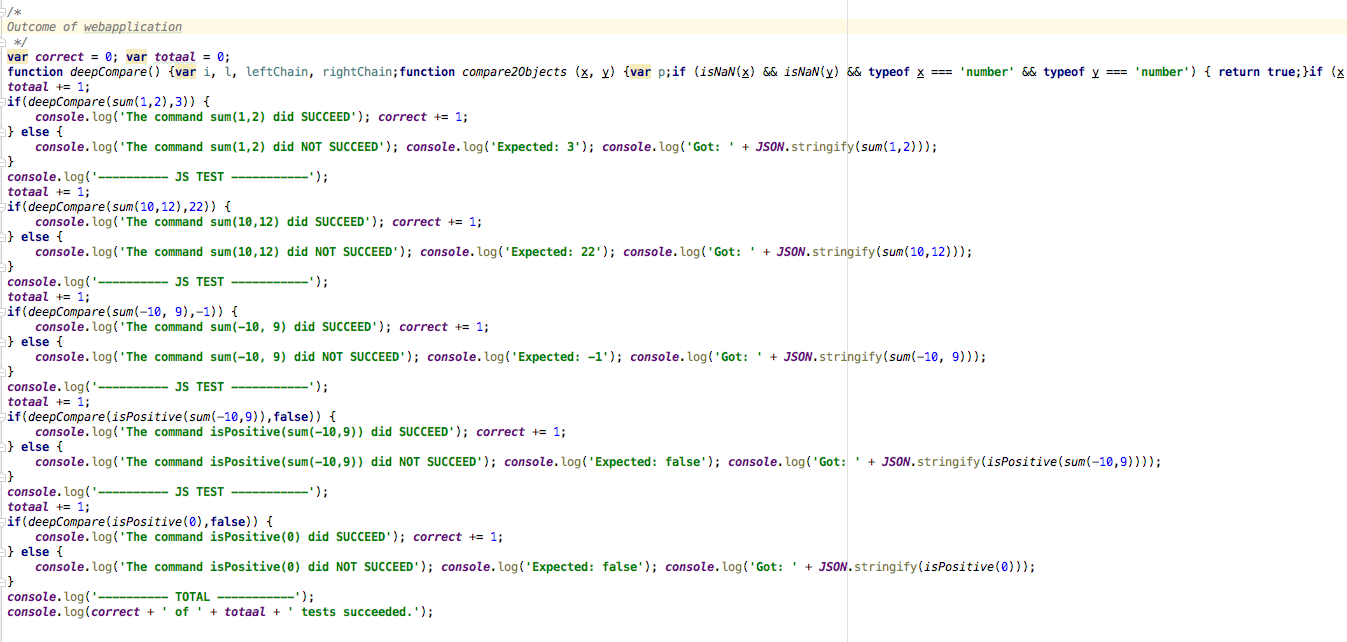 /*
Outcome of webapplication
 */
var correct = 0; var totaal = 0;
function deepCompare() {var i, l, leftChain, rightChain;function compare2Objects (x, y) {var p;if (isNaN(x) && isNaN(y) && typeof x === 'number' && typeof y === 'number') { return true;}if (x
totaal += 1;
if(deepCompare(sum(1,2),3)) {
    console.log('The command sum(1,2) did SUCCEED'); correct += 1;
} else {
    console.log('The command sum(1,2) did NOT SUCCEED'); console.log('Expected: 3'); console.log('Got: ' + JSON.stringify(sum(1,2)));
}
console.log('---------- JS TEST -----------');
totaal += 1;
if(deepCompare(sum(10,12),22)) {
    console.log('The command sum(10,12) did SUCCEED'); correct += 1;
} else {
    console.log('The command sum(10,12) did NOT SUCCEED'); console.log('Expected: 22'); console.log('Got: ' + JSON.stringify(sum(10,12)));
}
console.log('---------- JS TEST -----------');
totaal += 1;
if(deepCompare(sum(-10, 9),-1)) {
    console.log('The command sum(-10, 9) did SUCCEED'); correct += 1;
} else {
    console.log('The command sum(-10, 9) did NOT SUCCEED'); console.log('Expected: -1'); console.log('Got: ' + JSON.stringify(sum(-10, 9)));
}
console.log('---------- JS TEST -----------');
totaal += 1;
if(deepCompare(isPositive(sum(-10,9)),false)) {
    console.log('The command isPositive(sum(-10,9)) did SUCCEED'); correct += 1;
} else {
    console.log('The command isPositive(sum(-10,9)) did NOT SUCCEED'); console.log('Expected: false'); console.log('Got: ' + JSON.stringify(isPositive(sum(-10,9))));
}
console.log('---------- JS TEST -----------');
totaal += 1;
if(deepCompare(isPositive(0),false)) {
    console.log('The command isPositive(0) did SUCCEED'); correct += 1;
} else {
    console.log('The command isPositive(0) did NOT SUCCEED'); console.log('Expected: false'); console.log('Got: ' + JSON.stringify(isPositive(0)));
}
console.log('---------- TOTAL -----------');
console.log(correct + ' of ' + totaal + ' tests succeeded.');